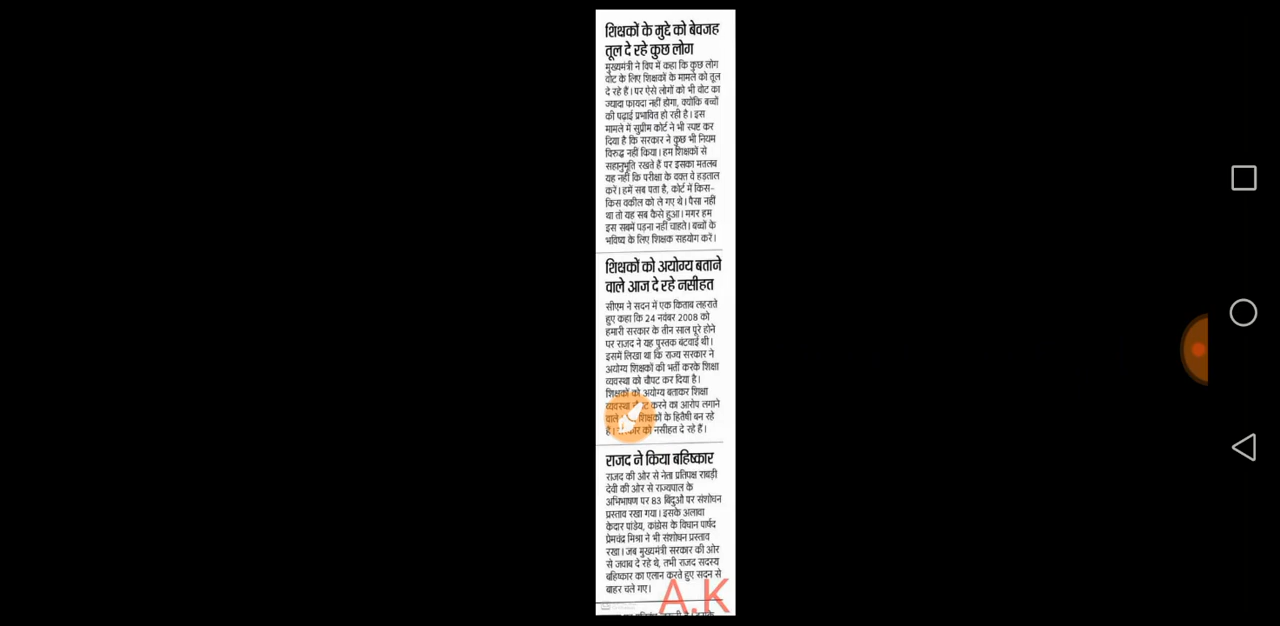 शिक्षकों के मुद्दे को बेवजह
तूल दे रहे कुछ लोग
मुख्यमंत्री ने विप में कहा कि कुछ लोग
वोट के लिए शिक्षकों के मामले को तूल
दे रहे हैं। पर ऐसे लोगों को भी वोट का
ज्यादा फायदा नहीं होगा, क्योंकि बच्चों
की पढ़ाई प्रभावित हो रही है। इस
मामले में सुप्रीम कोर्ट ने भी स्पष्ट कर
दिया है कि सरकार ने कुछ भी नियम
विरुद्ध नहीं किया। हम शिक्षकों से
सहानुभूति रखते हैं पर इसका मतलब
यह नहीं कि परीक्षा के वक्त वे हड़ताल
करें। हमें सब पता है, कोर्ट में किस-
किस वकील को ले गए थे। पैसा नहीं
था तो यह सब कैसे हुआ। मगर हम
इस सबमें पड़ना नहीं चाहते। बच्चों के
भविष्य के लिए शिक्षक सहयोग करें।
शिक्षकों को अयोग्य बताने
वाले आज दे रहे नसीहत
सीएम ने सदन में एक किताब लहराते
हुए कहा कि 24 नवंबर 2008 को
हमारी सरकार के तीन साल पूरे होने
पर राजद ने यह पुस्तक बंटवाई थी।
इसमें लिखा था कि राज्य सरकार ने
अयोग्य शिक्षकों की भर्ती करके शिक्षा
व्यवस्था को चौपट कर दिया है।
शिक्षकों को अयोग्य बताकर शिक्षा
व्यवस्था करने का आरोप लगाने
वाले शिक्षकों के हितैषी बन रहे
हैं। को नसीहत दे रहे हैं।
राजद ने किया बहिष्कार
राजद की ओर से नेता प्रतिपक्ष राबड़ी
देवी की ओर से राज्यपाल के
अभिभाषण पर 83 बिंदुओं पर संशोधन
प्रस्ताव रखा गया। इसके अलावा
केदार पांडेय, कांग्रेस के विधान पार्षद
प्रेमचंद्र मिश्रा ने भी संशोधन प्रस्ताव
रखा। जब मुख्यमंत्री सरकार की ओर
से जवाब दे रहे थे, तभी राजद सदस्य
बहिष्कार का एलान करते हुए सदन से
बाहर चले गए।
A.K